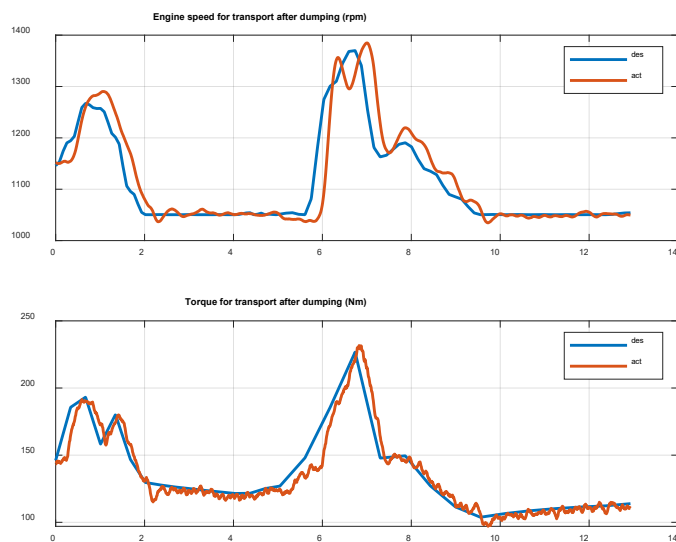 Engine speed for transport after dumping (rpm)
1400
1300
1200
1100
1000
des
act
0 2 4 6 8 10 12 14
Torque for transport after dumping (Nm)
250
200
150
100
des
act
0 2 4 6 8 10 12 14